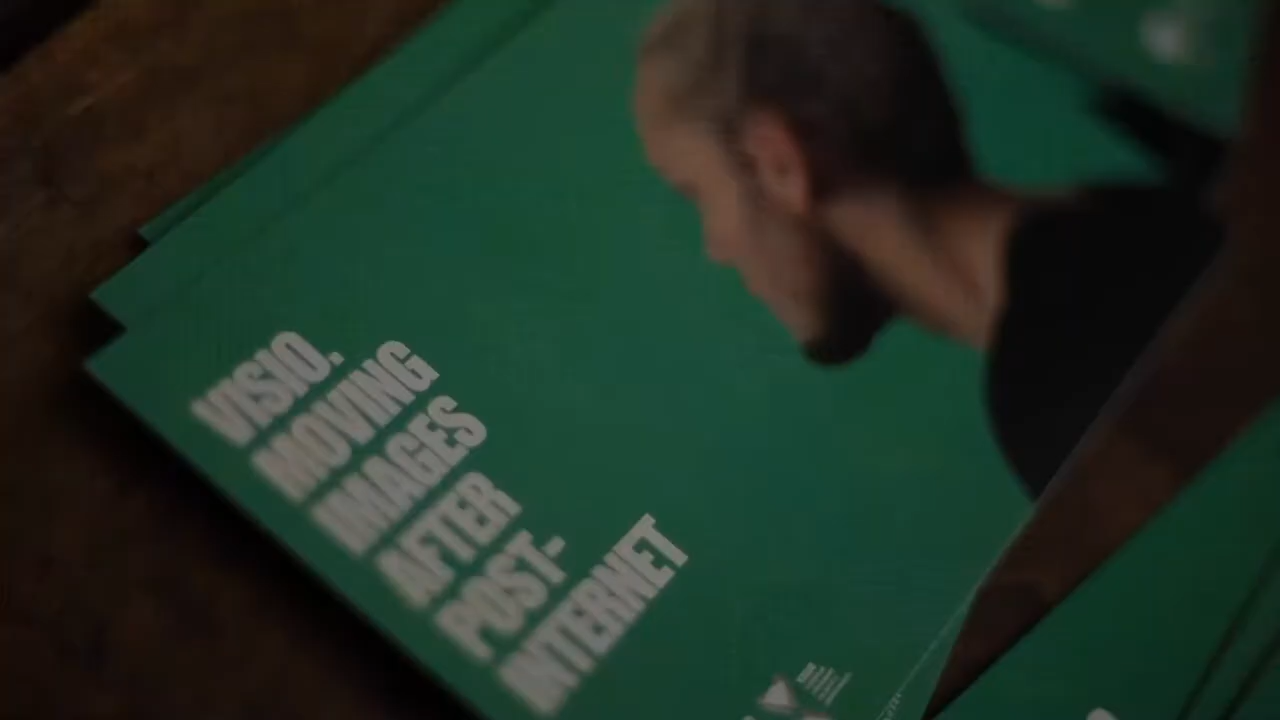 VISIO.
MOVING
IMAGES
AFTER
POST-
INTERNET